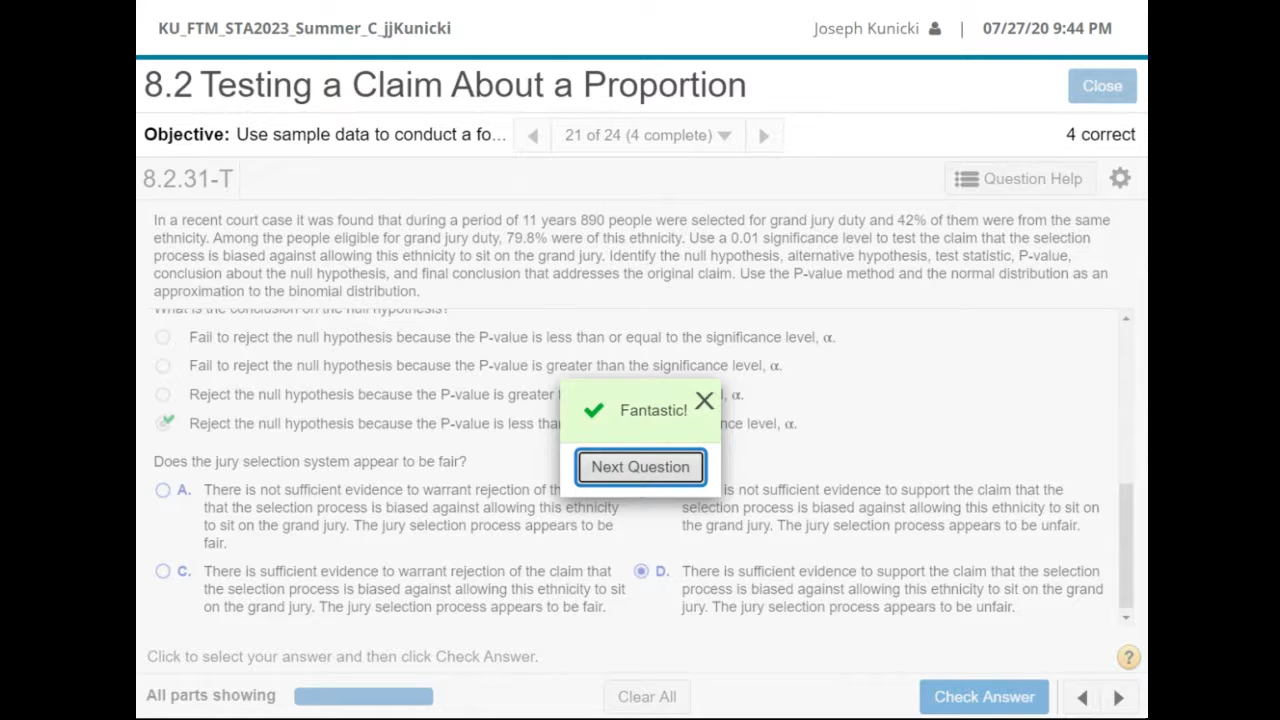 KU_FTM_STA2023_Summer_C_jjKunicki
Joseph Kunicki | 07/27/20 9:44 PM
8.2 Testing a Claim About a Proportion
Close
Objective: Use sample data to conduct a fo...
21 of 24 (4 complete)
4 correct
8.2.31-T
Question Help
In a recent court case it was found that during a period of 11 years 890 people were selected for grand jury duty and 42% of them were from the same
ethnicity. Among the people eligible for grand jury duty, 79.8% were of this ethnicity. Use a 0.01 significance level to test the claim that the selection
process is biased against allowing this ethnicity to sit on the grand jury. Identify the null hypothesis, alternative hypothesis, test statistic, P-value,
conclusion about the null hypothesis, and final conclusion that addresses the original claim. Use the P-value method and the normal distribution as an
approximation to the binomial distribution.
What is the conclusion on the null hypothesis?
Fail to reject the null hypothesis because the P-value is less than or equal to the significance level, α.
Fail to reject the null hypothesis because the P-value is greater than the significance level, α.
Reject the null hypothesis because the P-value is greater l, α.
Reject the null hypothesis because the P-value is less tha nce level, α.
Fantastic!
Next Question
Does the jury selection system appear to be fair?
A. There is not sufficient evidence to warrant rejection of th
that the selection process is biased against allowing this ethnicity
to sit on the grand jury. The jury selection process appears to be
fair.
is not sufficient evidence to support the claim that the
selection process is biased against allowing this ethnicity to sit on
the grand jury. The jury selection process appears to be unfair.
C. There is sufficient evidence to warrant rejection of the claim that
the selection process is biased against allowing this ethnicity to sit
on the grand jury. The jury selection process appears to be fair.
D. There is sufficient evidence to support the claim that the selection
process is biased against allowing this ethnicity to sit on the grand
jury. The jury selection process appears to be unfair.
Click to select your answer and then click Check Answer.
?
All parts showing
Clear All
Check Answer